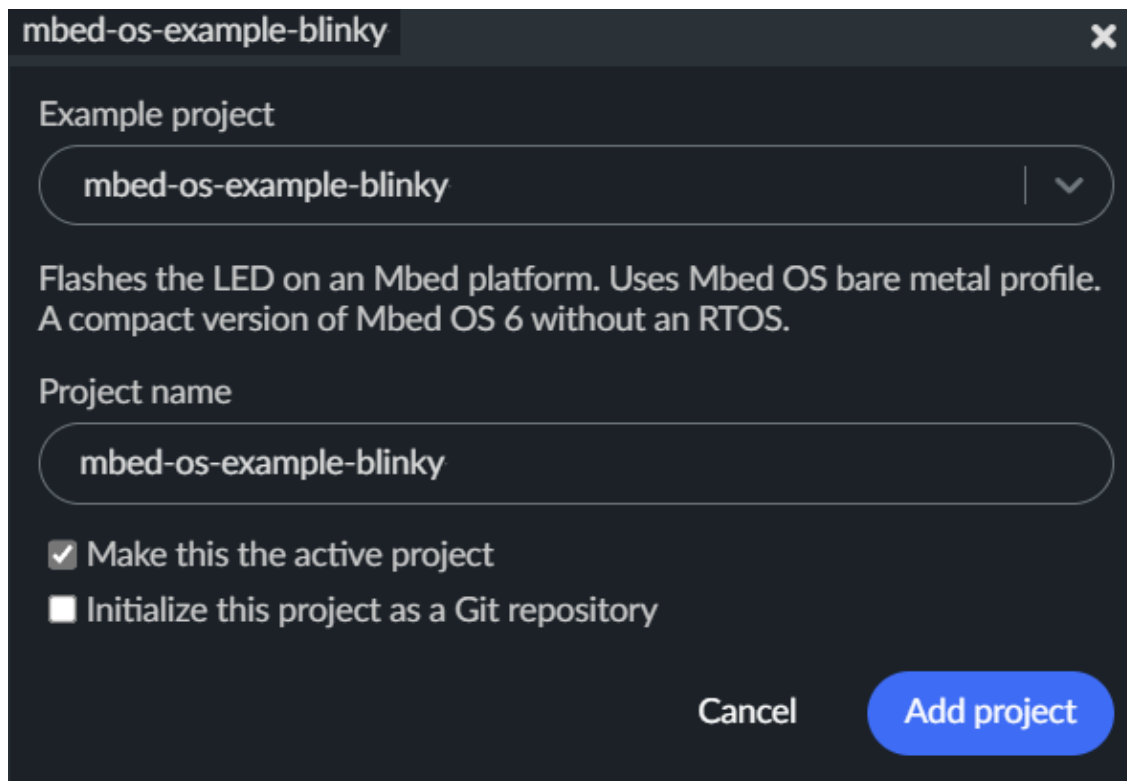 mbed-os-example-blinky
Example project
mbed-os-example-blinky
Flashes the LED on an Mbed platform. Uses Mbed OS bare metal profile.
A compact version of Mbed OS 6 without an RTOS.
Project name
mbed-os-example-blinky
Make this the active project
Initialize this project as a Git repository
Cancel Add project